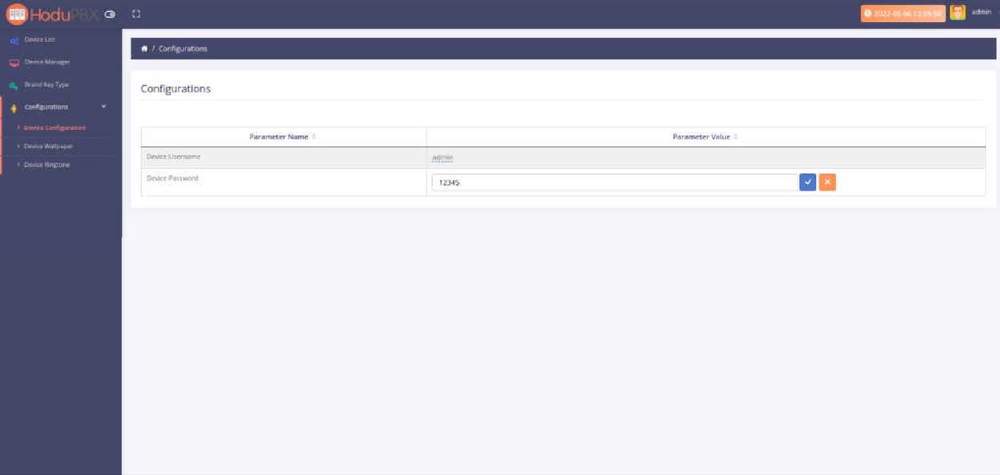 HoduPBX
2022-05-06 13:09:50
admin
Device List
Device Manager
Brand Key Type
Configurations
Device Configuration
Device Wallpaper
Device Ringtone
/ Configurations
Configurations
Parameter Name
Parameter Value
Device Username
admin
Device Password
12345